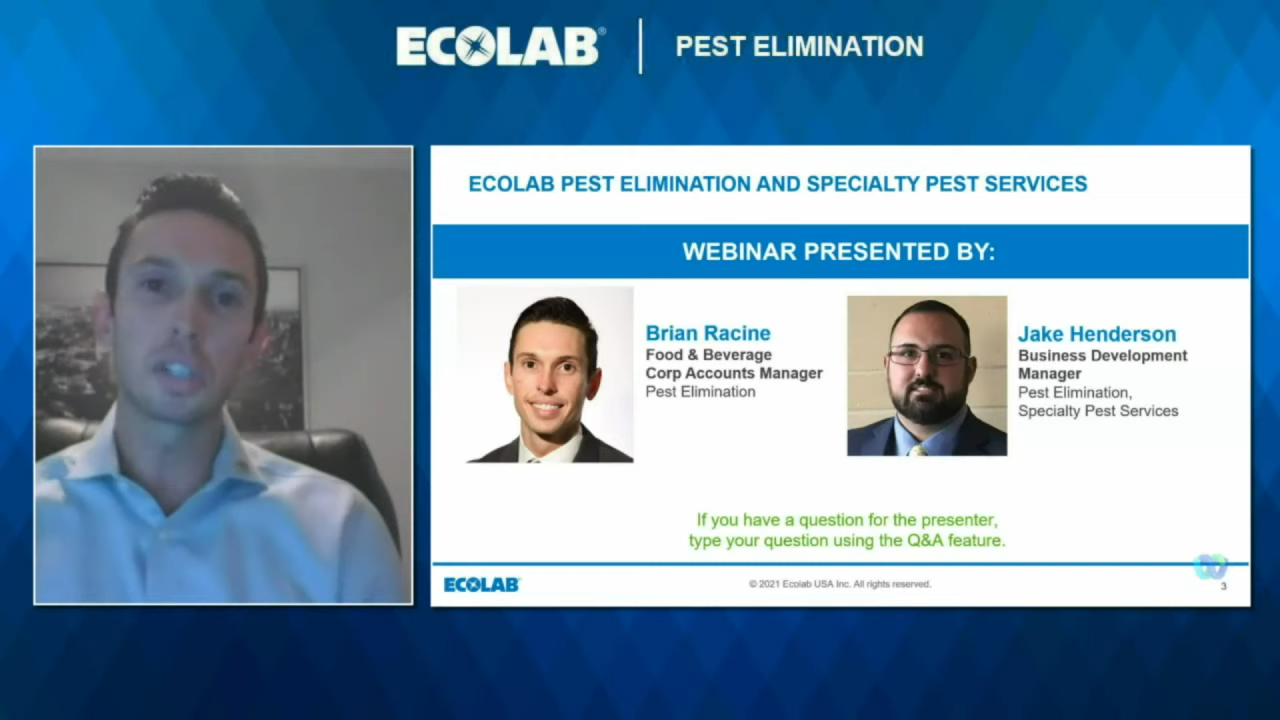 ECOLAB® | PEST ELIMINATION
ECOLAB PEST ELIMINATION AND SPECIALTY PEST SERVICES
WEBINAR PRESENTED BY:
Brian Racine
Food & Beverage
Corp Accounts Manager
Pest Elimination
Jake Henderson
Business Development
Manager
Pest Elimination,
Specialty Pest Services
If you have a question for the presenter,
type your question using the Q&A feature.
ECOLAB®
© 2021 Ecolab USA Inc. All rights reserved.
3